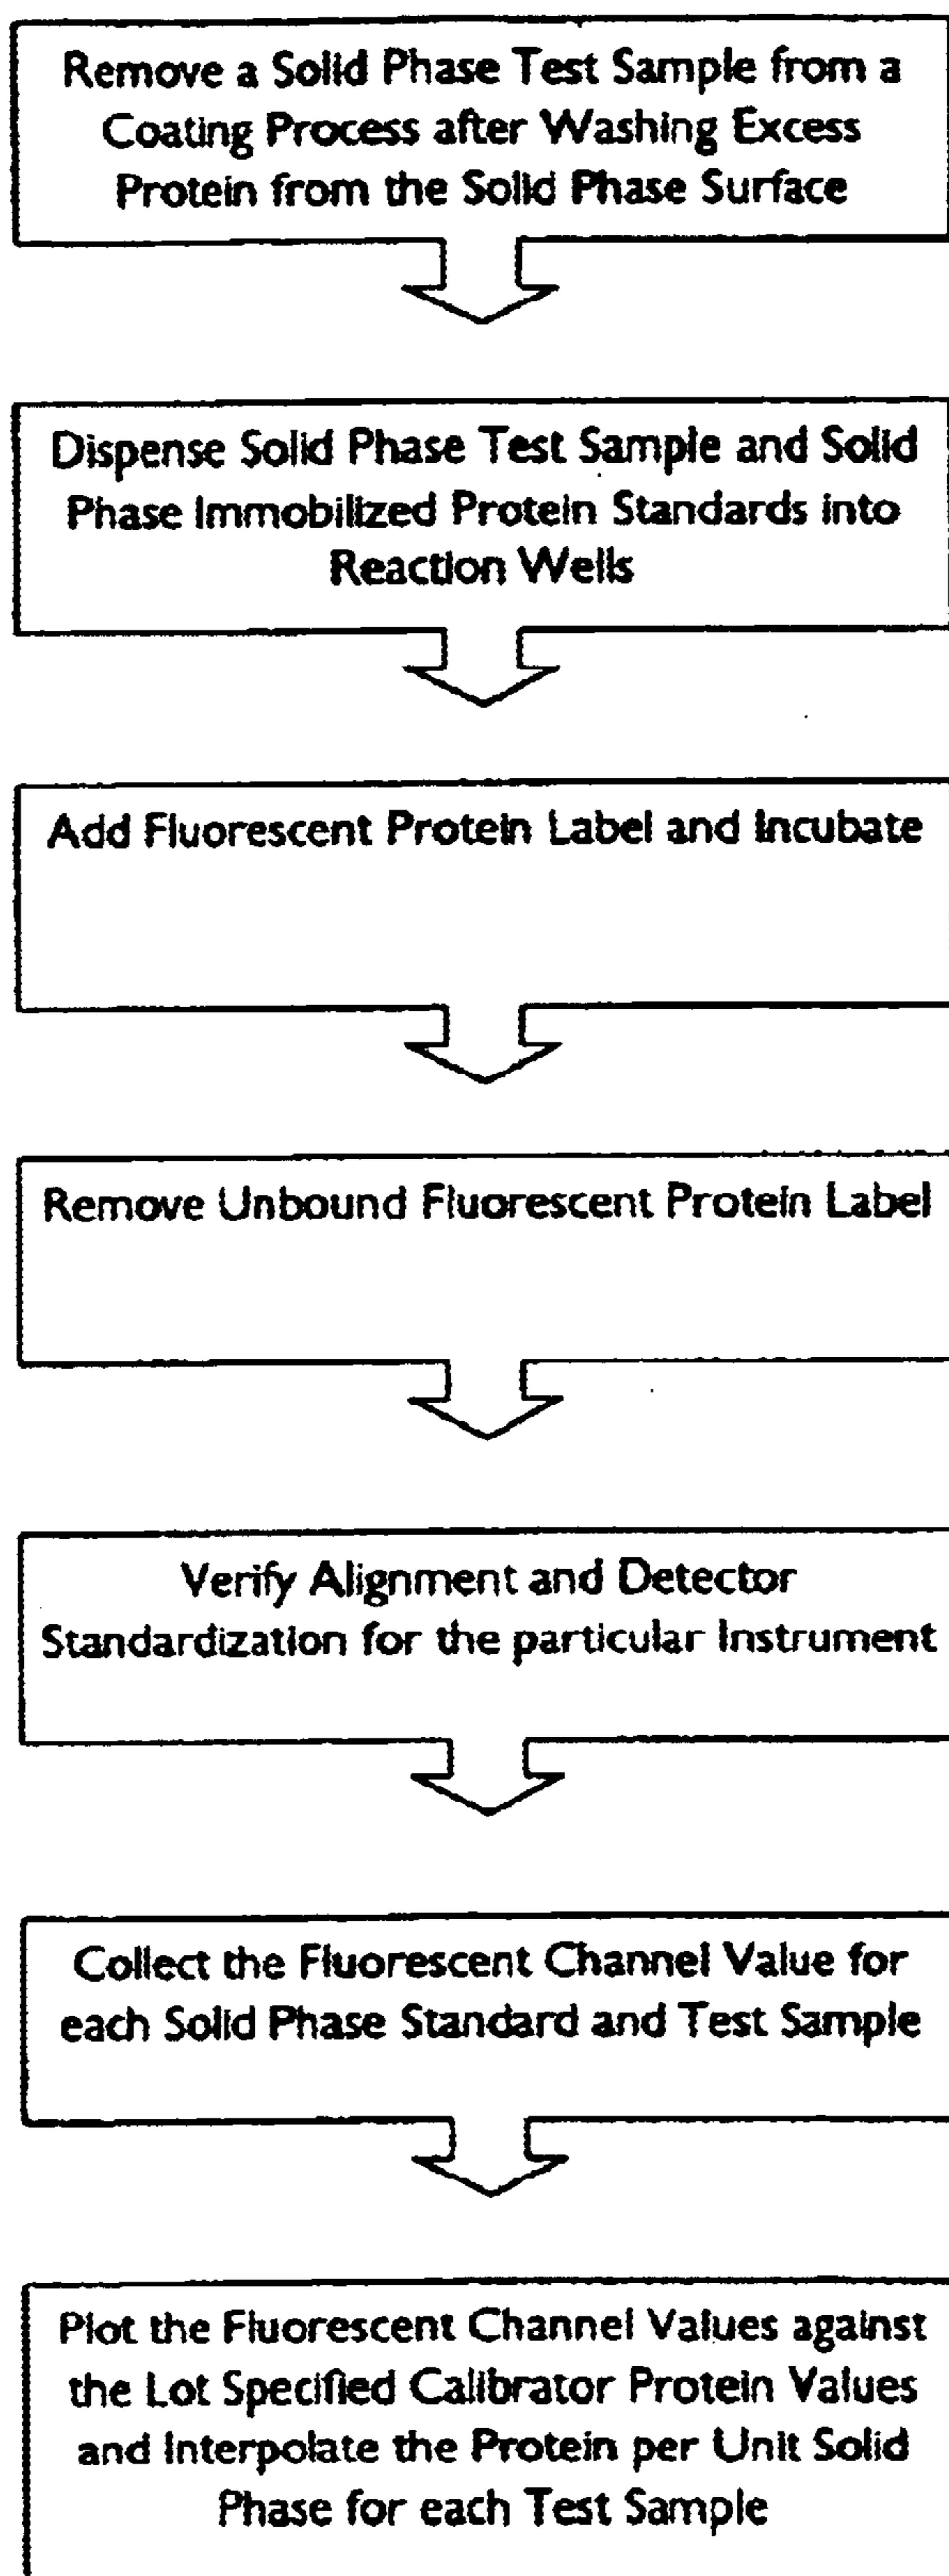 Remove a Solid Phase Test Sample from a
Coating Process after Washing Excess
Protein from the Solid Phase Surface
Dispense Solid Phase Test Sample and Solid
Phase Immobilized Protein Standards into
Reaction Wells
Add Fluorescent Protein Label and Incubate
Remove Unbound Fluorescent Protein Label
Verify Alignment and Detector
Standardization for the particular Instrument
Collect the Fluorescent Channel Value for
each Solid Phase Standard and Test Sample
Plot the Fluorescent Channel Values against
the Lot Specified Calibrator Protein Values
and Interpolate the Protein per Unit Solid
Phase for each Test Sample